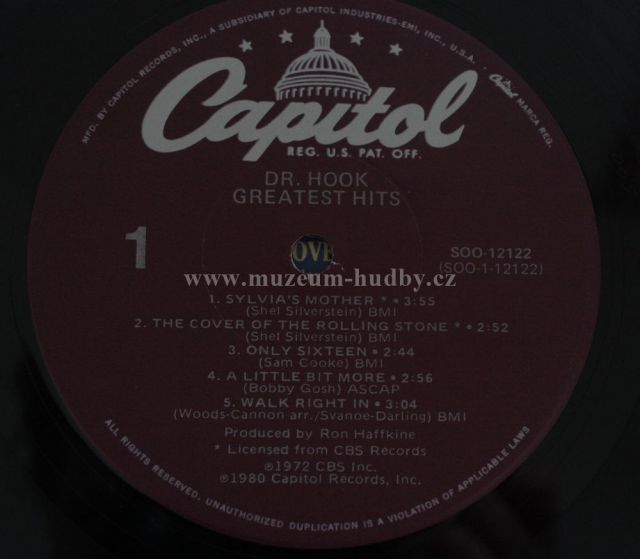 MFD. BY CAPITOL RECORDS, INC., A SUBSIDIARY OF CAPITOL INDUSTRIES-EMI, INC., U.S.A. • Capitol MARCA REG.
Capitol
REG. U.S. PAT. OFF.
DR. HOOK
GREATEST HITS
1
OVE
SOO-12122
(SOO-1-12122)
www.muzeum-hudby.cz
1. SYLVIA'S MOTHER * • 3:55
(Shel Silverstein) BMI
2. THE COVER OF THE ROLLING STONE * • 2:52
(Shel Silverstein) BMI
3. ONLY SIXTEEN • 2:44
(Sam Cooke) BMI
4. A LITTLE BIT MORE • 2:56
(Bobby Gosh) ASCAP
5. WALK RIGHT IN • 3:04
(Woods-Cannon arr./Svanoe-Darling) BMI
Produced by Ron Haffkine
* Licensed from CBS Records
℗1972 CBS Inc.
℗1980 Capitol Records, Inc.
ALL RIGHTS RESERVED. UNAUTHORIZED DUPLICATION IS A VIOLATION OF APPLICABLE LAWS